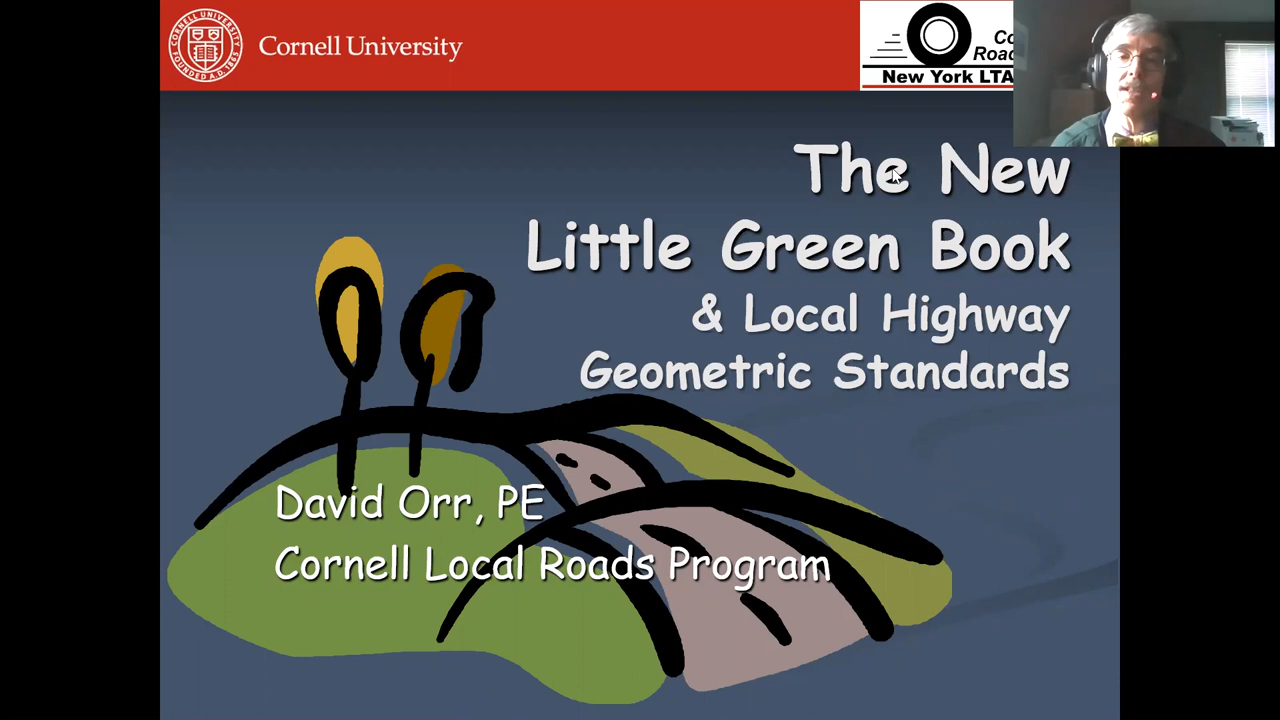 Cornell University
New York LTA
The New
Little Green Book
& Local Highway
Geometric Standards
David Orr, PE
Cornell Local Roads Program